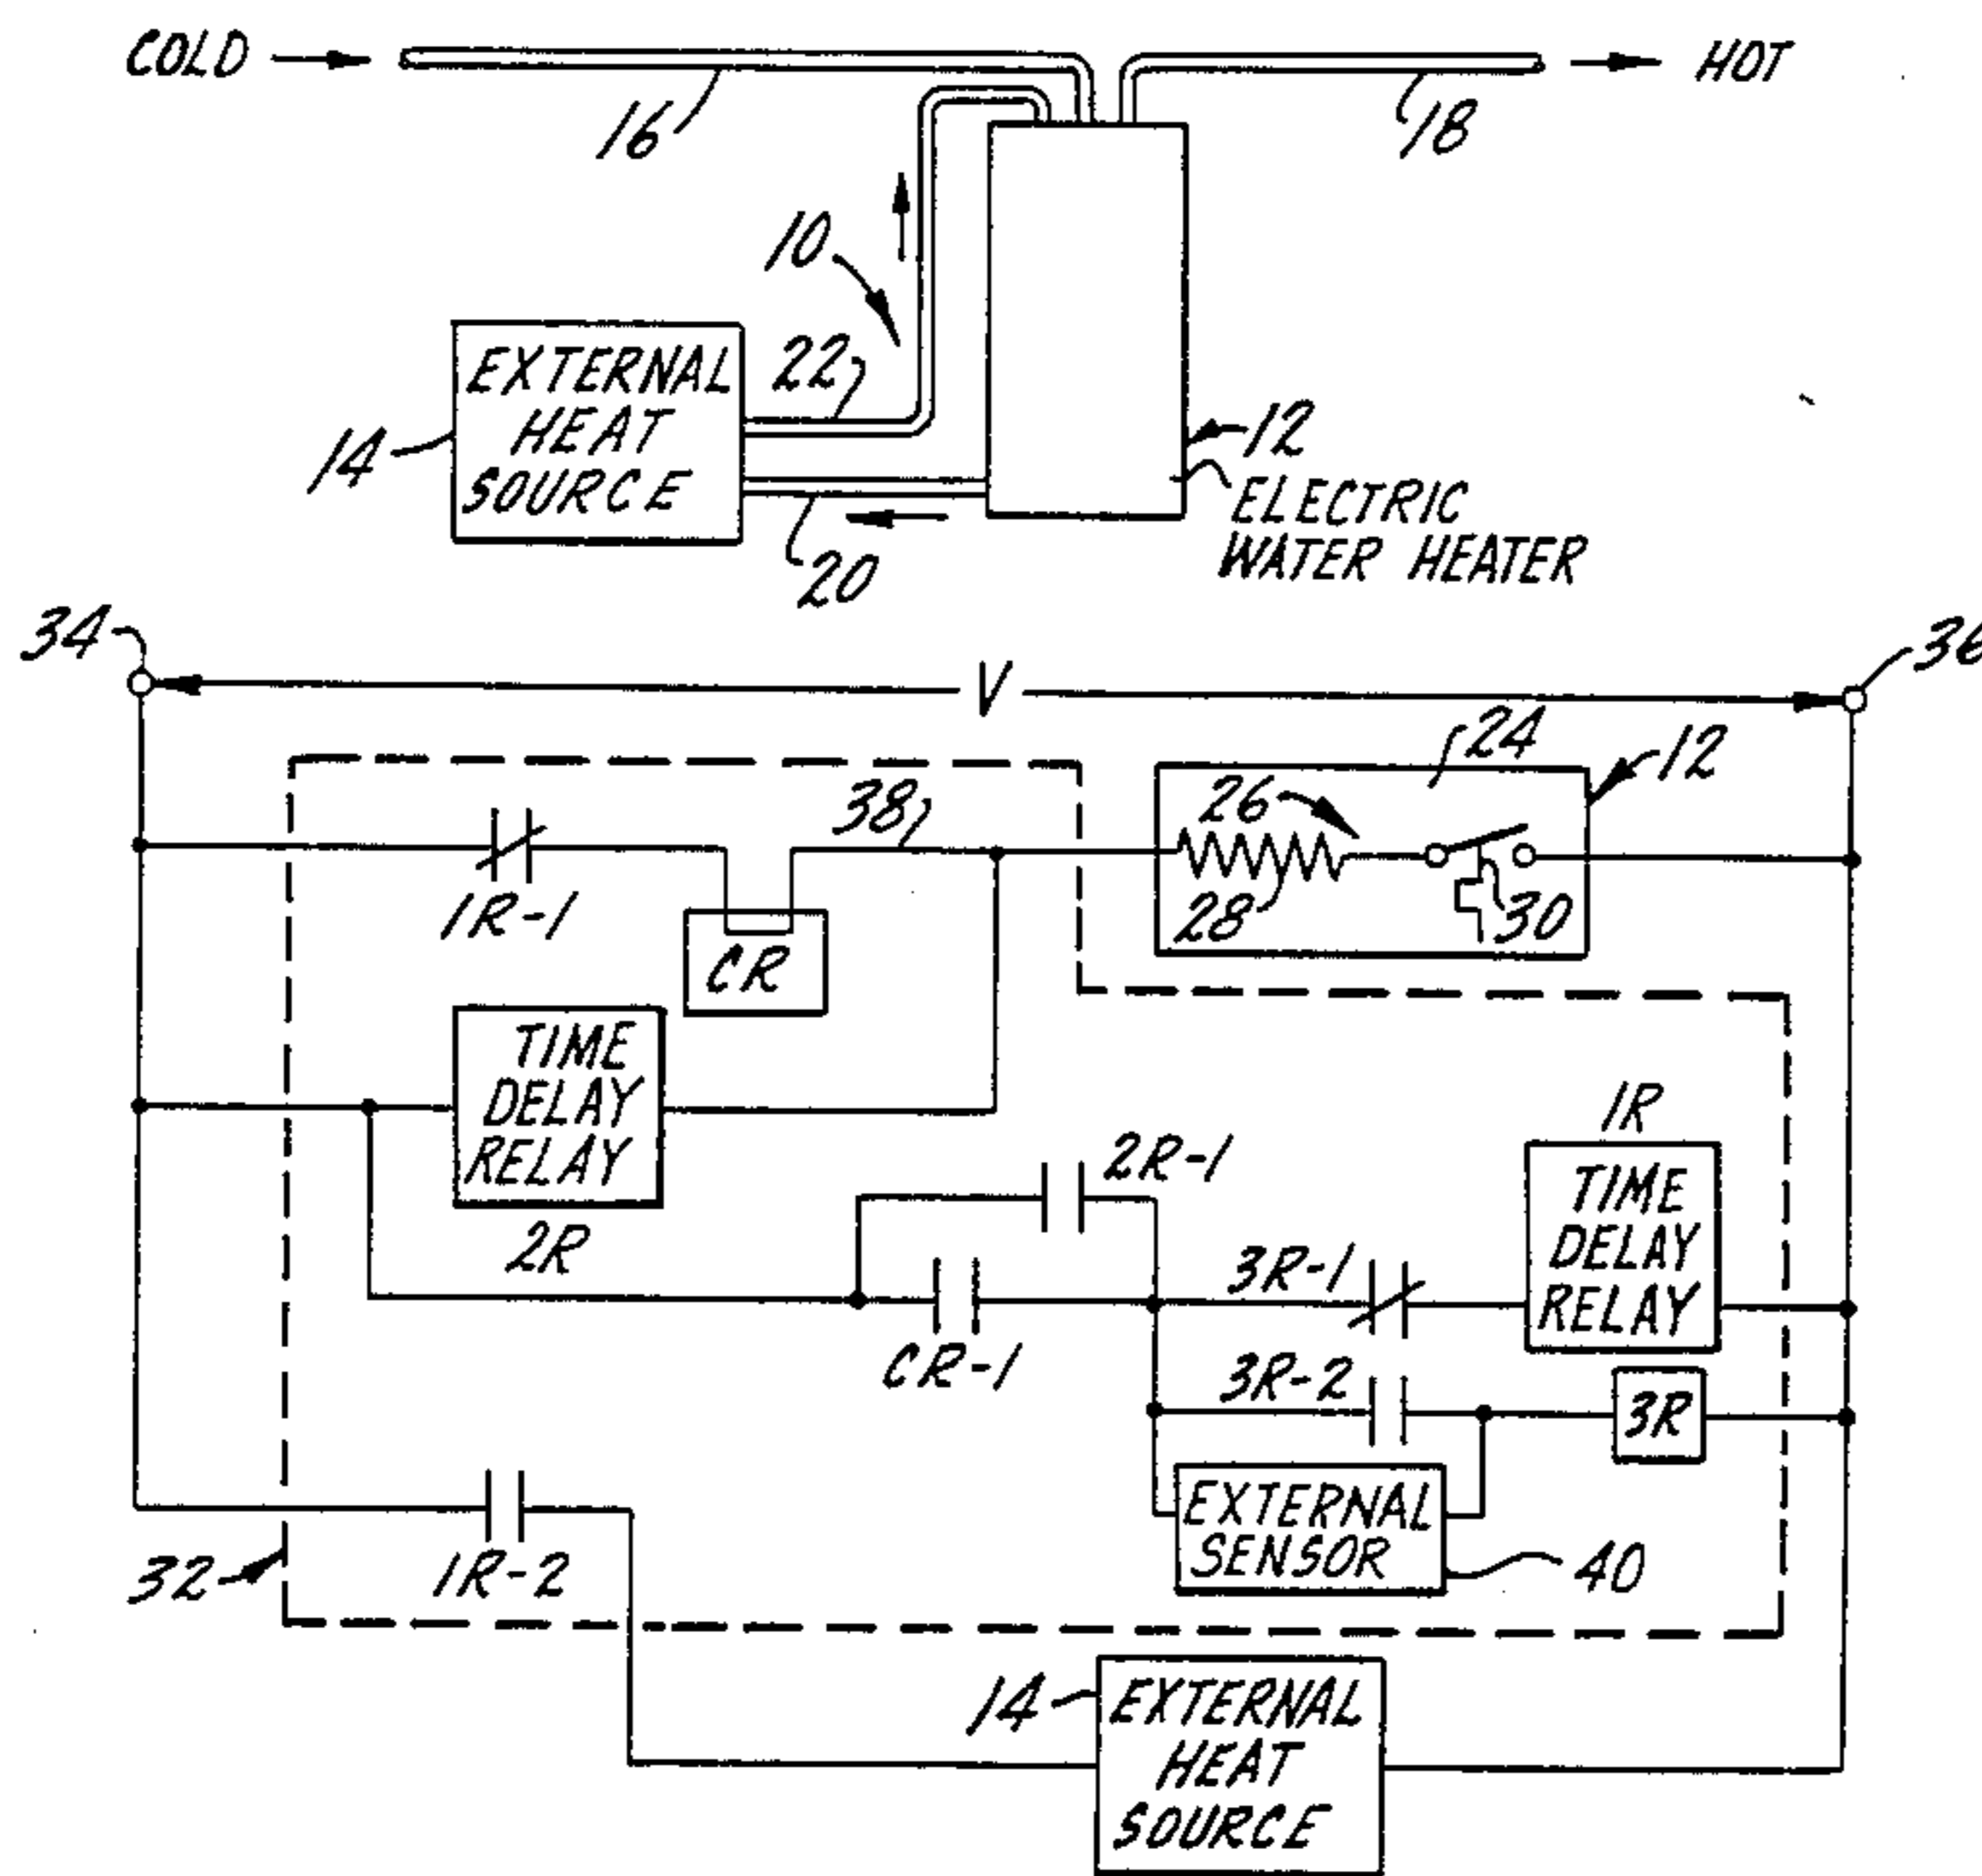 COLD
HOT
16
18
10
22
EXTERNAL
HEAT
SOURCE
14
12
ELECTRIC
WATER HEATER
20
34
V
36
24
12
38
26
1R-1
28
30
CR
TIME
DELAY
RELAY
2R
1R
2R-1
TIME
DELAY
RELAY
3R-1
CR-1
3R-2
3R
EXTERNAL
SENSOR
40
32
1R-2
14
EXTERNAL
HEAT
SOURCE